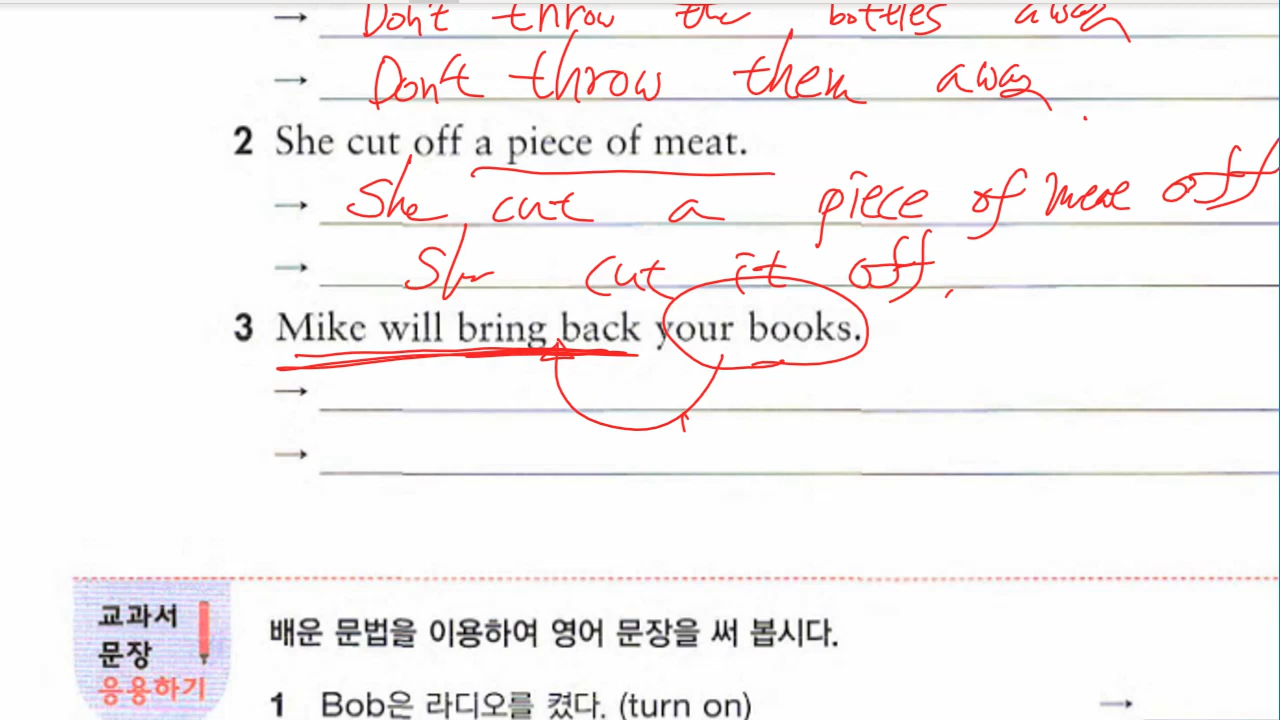 → Don't throw the bottles away
→ Don't throw them away.
2 She cut off a piece of meat.
→ She cut a piece of meat off
→ She cut it off.
3 Mike will bring back your books.
→
→
교과서
문장
응용하기
배운 문법을 이용하여 영어 문장을 써 봅시다.
1 Bob은 라디오를 켰다. (turn on) →